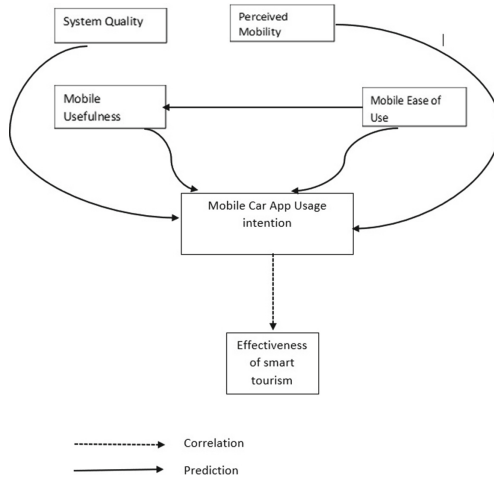 System Quality
Perceived
Mobility
Mobile
Usefulness
Mobile Ease of
Use
Mobile Car App Usage
intention
Effectiveness
of smart
tourism
Correlation
Prediction